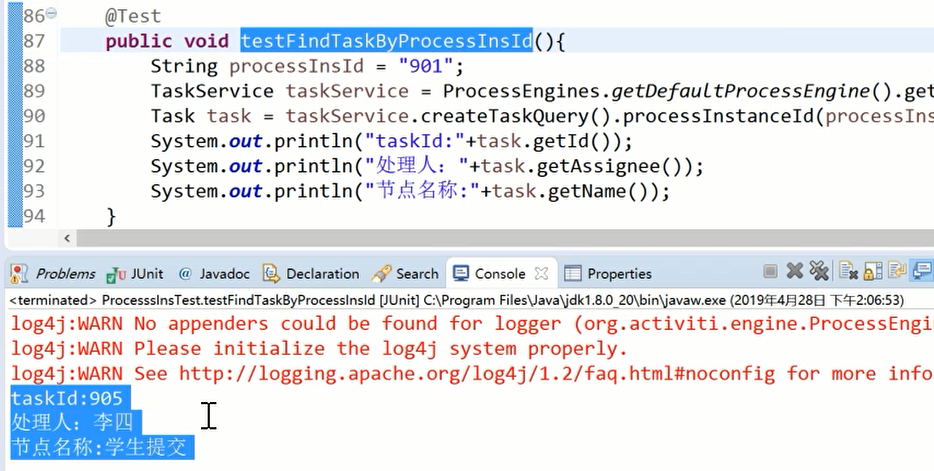 86 @Test
87 public void testFindTaskByProcessInsId(){
88 String processInsId = "901";
89 TaskService taskService = ProcessEngines.getDefaultProcessEngine().get
90 Task task = taskService.createTaskQuery().processInstanceId(processIns
91 System.out.println("taskId:"+task.getId());
92 System.out.println("处理人："+task.getAssignee());
93 System.out.println("节点名称:"+task.getName());
94 }
Problems JUnit @ Javadoc Declaration Search Console Properties
<terminated> ProcesssInsTest.testFindTaskByProcessInsId [JUnit] C:\Program Files\Java\jdk1.8.0_20\bin\javaw.exe (2019年4月28日 下午2:06:53)
log4j:WARN No appenders could be found for logger (org.activiti.engine.ProcessEngi
log4j:WARN Please initialize the log4j system properly.
log4j:WARN See http://logging.apache.org/log4j/1.2/faq.html#noconfig for more info
taskId:905
处理人：李四
节点名称:学生提交